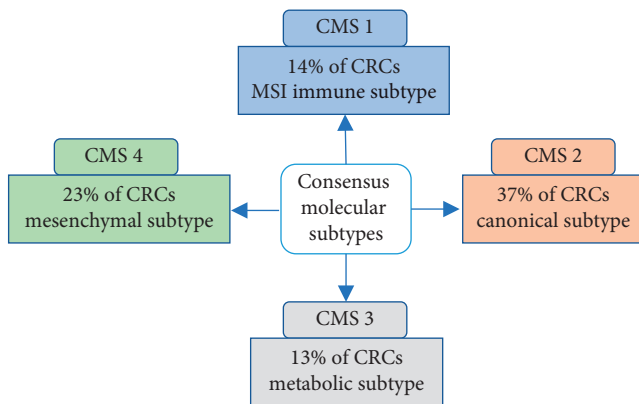 CMS 1
14% of CRCs
MSI immune subtype
CMS 4
23% of CRCs
mesenchymal subtype
Consensus
molecular
subtypes
CMS 2
37% of CRCs
canonical subtype
CMS 3
13% of CRCs
metabolic subtype